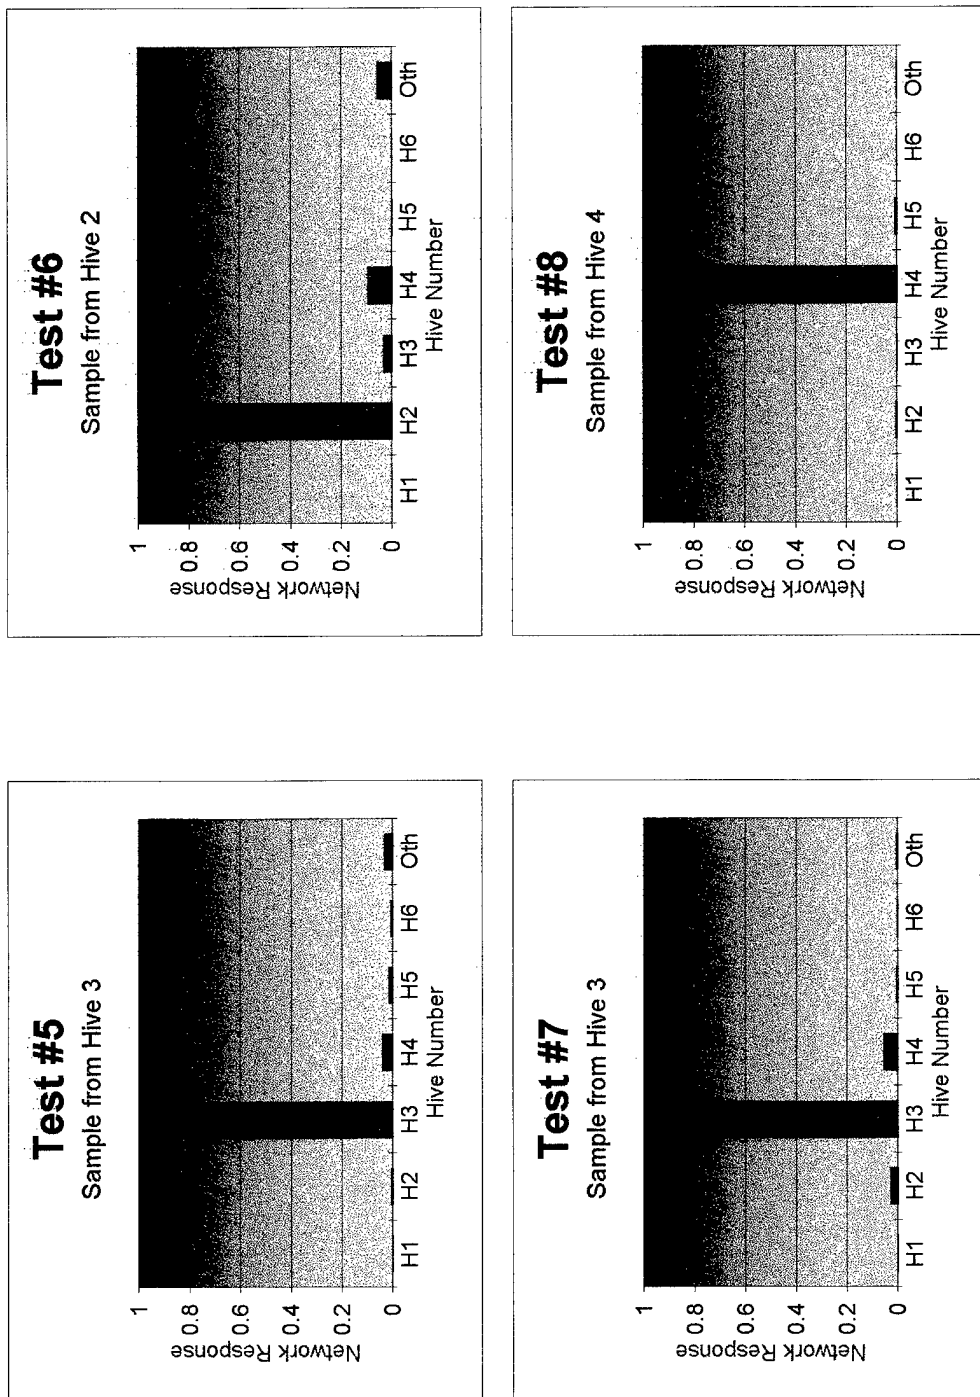 Test #5
Sample from Hive 3
Network Response
1
0.8
0.6
0.4
0.2
0
H1 H2 H3 H4 H5 H6 Oth
Hive Number
Test #6
Sample from Hive 2
Network Response
1
0.8
0.6
0.4
0.2
0
H1 H2 H3 H4 H5 H6 Oth
Hive Number
Test #7
Sample from Hive 3
Network Response
1
0.8
0.6
0.4
0.2
0
H1 H2 H3 H4 H5 H6 Oth
Hive Number
Test #8
Sample from Hive 4
Network Response
1
0.8
0.6
0.4
0.2
0
H1 H2 H3 H4 H5 H6 Oth
Hive Number